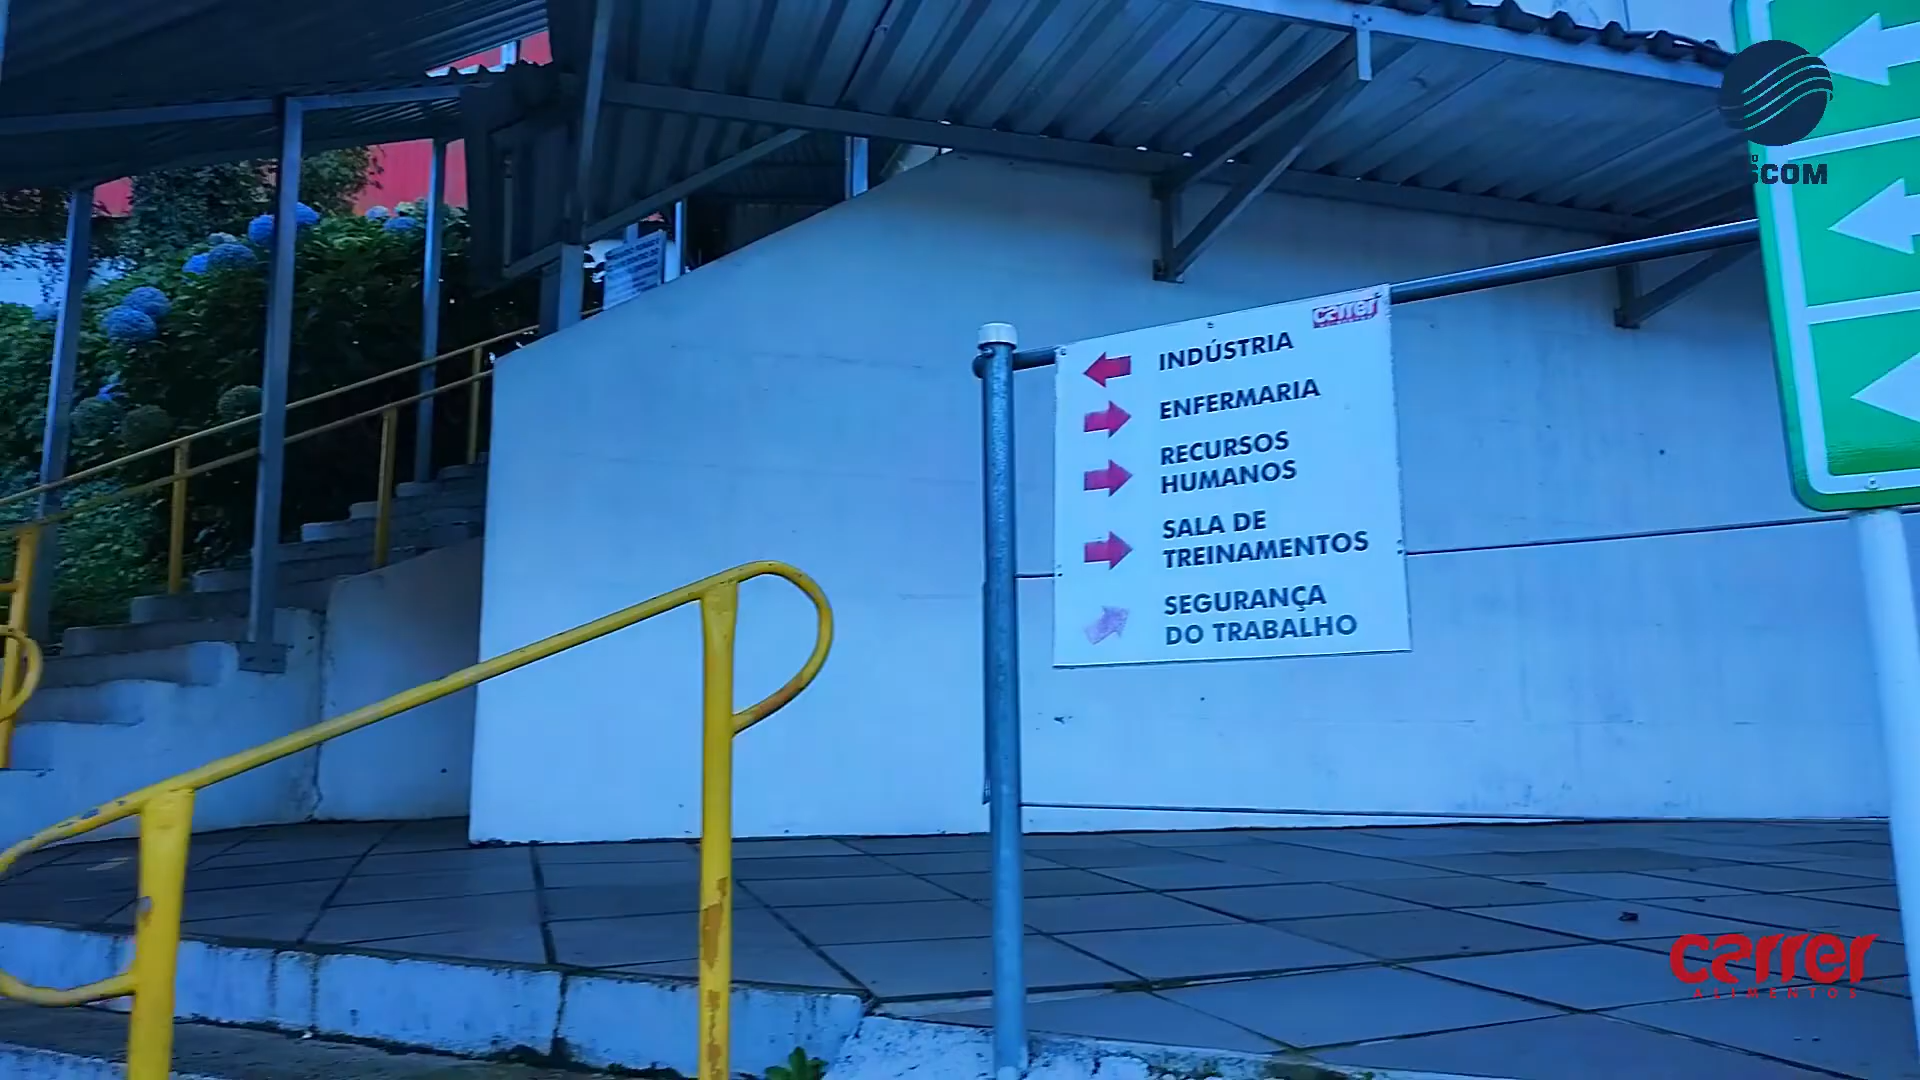 SCOM
carrer
INDÚSTRIA
ENFERMARIA
RECURSOS
HUMANOS
SALA DE
TREINAMENTOS
SEGURANÇA
DO TRABALHO
carrer
ALIMENTOS